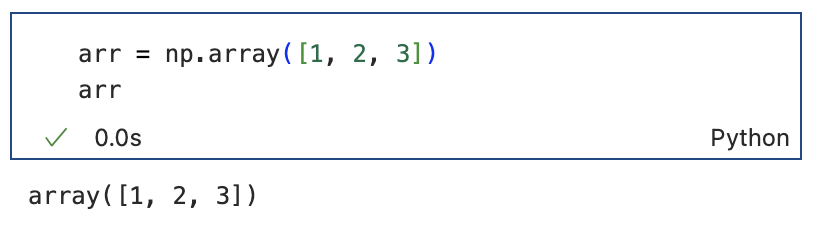 arr = np.array([1, 2, 3])
arr
✓ 0.0s Python
array([1, 2, 3])